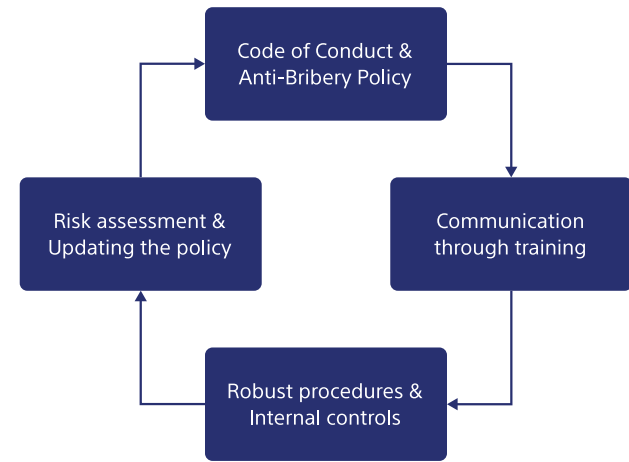 Code of Conduct &
Anti-Bribery Policy
Risk assessment &
Updating the policy
Communication
through training
Robust procedures &
Internal controls